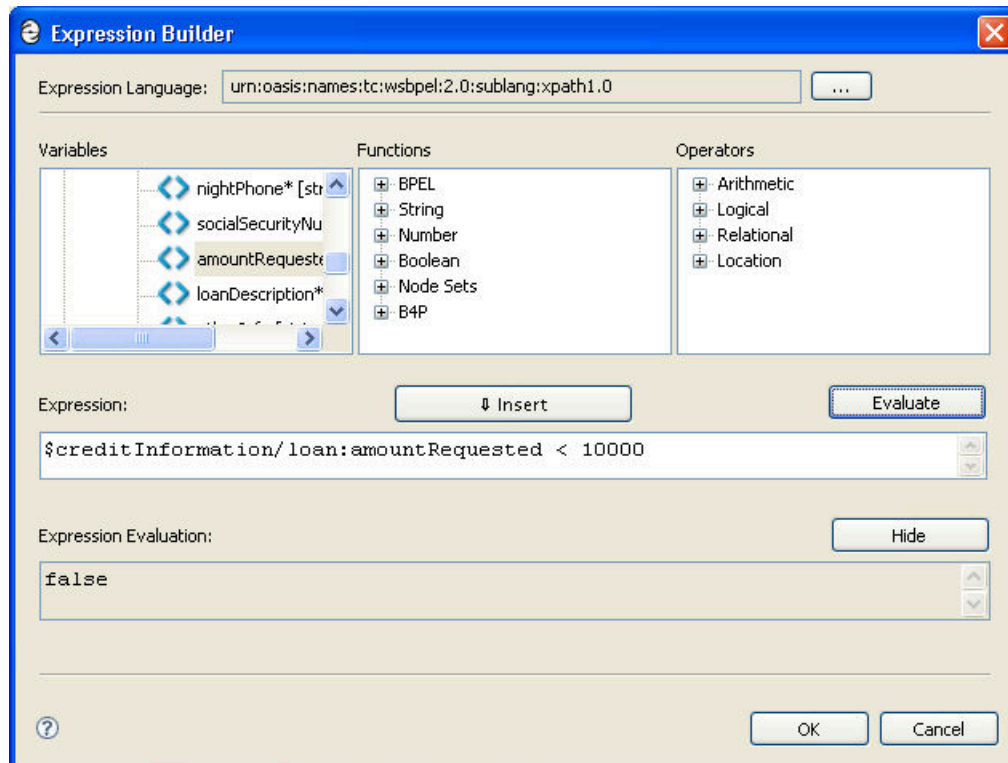 Expression Builder
Expression Language: urn:oasis:names:tc:wsbpel:2.0:sublang:xpath1.0 ...
Variables
nightPhone* [str
socialSecurityNu
amountRequeste
loanDescription*
Functions
BPEL
String
Number
Boolean
Node Sets
B4P
Operators
Arithmetic
Logical
Relational
Location
Expression: ⇩ Insert Evaluate
$creditInformation/loan:amountRequested < 10000
Expression Evaluation: Hide
false
? OK Cancel